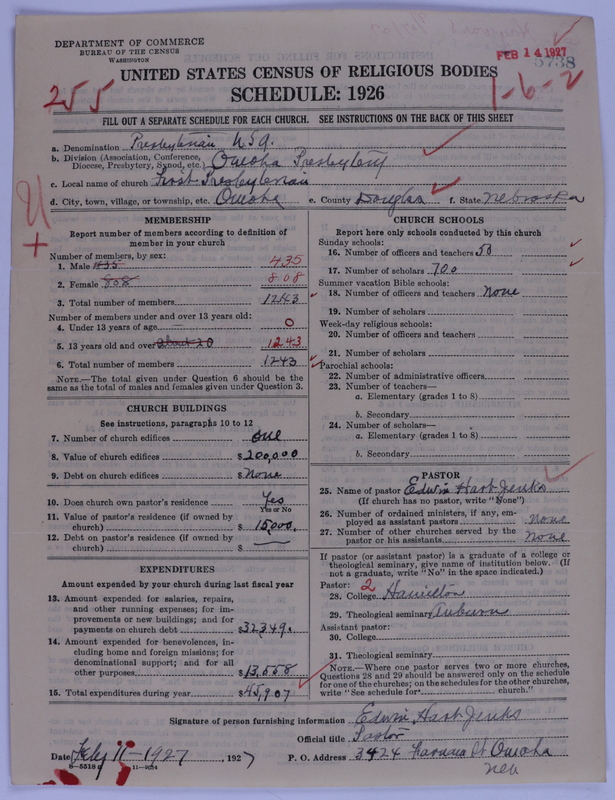 DEPARTMENT OF COMMERCE
BUREAU OF THE CENSUS
WASHINGTON
FEB 14 1927
5738
UNITED STATES CENSUS OF RELIGIOUS BODIES
SCHEDULE: 1926
255
1-6-2
FILL OUT A SEPARATE SCHEDULE FOR EACH CHURCH. SEE INSTRUCTIONS ON THE BACK OF THIS SHEET
a. Denomination Presbyterian USA.
b. Division (Association, Conference, Diocese, Presbytery, Synod, etc.) Omaha Presbytery
c. Local name of church First Presbyterian
d. City, town, village, or township, etc. Omaha e. County Douglas f. State Nebraska
MEMBERSHIP
Report number of members according to definition of member in your church
Number of members, by sex:
1. Male 435 435
2. Female 808 808
3. Total number of members 1243
Number of members under and over 13 years old:
4. Under 13 years of age — 0
5. 13 years old and over about 20 1243
6. Total number of members 1243
NOTE.—The total given under Question 6 should be the same as the total of males and females given under Question 3.
CHURCH BUILDINGS
See instructions, paragraphs 10 to 12
7. Number of church edifices One
8. Value of church edifices $ 200,000
9. Debt on church edifices $ None
10. Does church own pastor's residence Yes
Yes or No
11. Value of pastor's residence (if owned by church) $ 15000.
12. Debt on pastor's residence (if owned by church) $ —
EXPENDITURES
Amount expended by your church during last fiscal year
13. Amount expended for salaries, repairs, and other running expenses; for improvements or new buildings; and for payments on church debt $ 32349.
14. Amount expended for benevolences, including home and foreign missions; for denominational support; and for all other purposes $ 13,558
15. Total expenditures during year $ 45,907
CHURCH SCHOOLS
Report here only schools conducted by this church
Sunday schools:
16. Number of officers and teachers 50
17. Number of scholars 700
Summer vacation Bible schools:
18. Number of officers and teachers None
19. Number of scholars
Week-day religious schools:
20. Number of officers and teachers
21. Number of scholars
Parochial schools:
22. Number of administrative officers
23. Number of teachers—
a. Elementary (grades 1 to 8)
b. Secondary
24. Number of scholars—
a. Elementary (grades 1 to 8)
b. Secondary
PASTOR
25. Name of pastor Edwin Hart Jenks
(If church has no pastor, write "None")
26. Number of ordained ministers, if any, employed as assistant pastors None
27. Number of other churches served by the pastor or his assistants None
If pastor (or assistant pastor) is a graduate of a college or theological seminary, give name of institution below. (If not a graduate, write "No" in the space indicated.)
Pastor: 2
28. College Hamilton
29. Theological seminary Auburn
Assistant pastor:
30. College
31. Theological seminary
NOTE.—Where one pastor serves two or more churches, Questions 28 and 29 should be answered only on the schedule for one of the churches; on the schedules for the other churches, write "See schedule for church."
Signature of person furnishing information Edwin Hart Jenks
Official title Pastor
Date Feby 11-1927, 1927 P. O. Address 3424 Farnam St Omaha
Neb
8—5518 11—9024